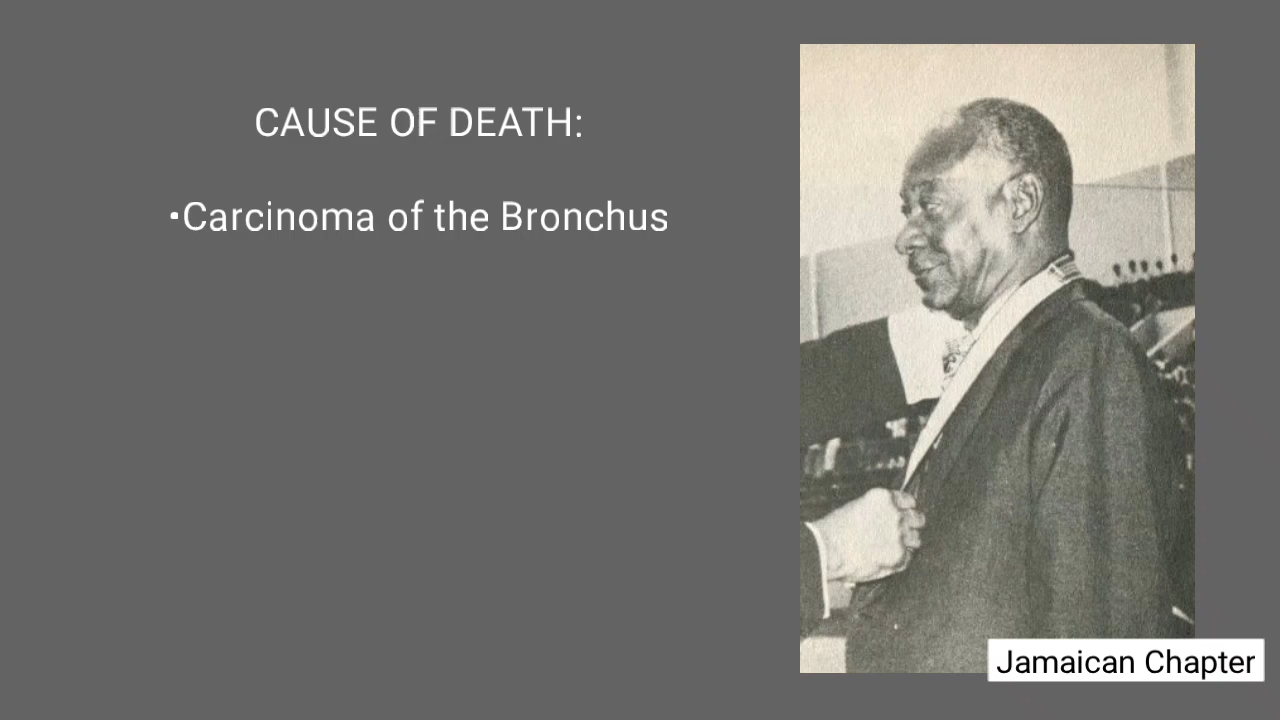 CAUSE OF DEATH:
•Carcinoma of the Bronchus
Jamaican Chapter